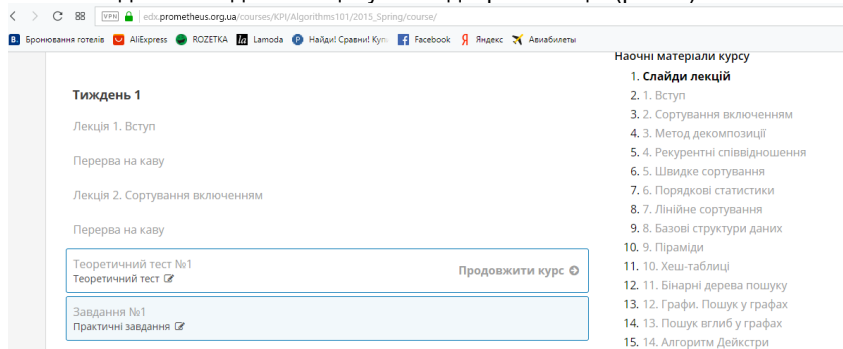 VPN edx.prometheus.org.ua/courses/KPI/Algorithms101/2015_Spring/course/
B. Бронювання готелів AliExpress ROZETKA la Lamoda P Найди! Сравни! Купи Facebook Я Яндекс Авиабилеты
Тиждень 1
Лекція 1. Вступ
Перерва на каву
Лекція 2. Сортування включенням
Перерва на каву
Теоретичний тест №1
Теоретичний тест
Продовжити курс
Завдання №1
Практичні завдання
Наочні матеріали курсу
1. Слайди лекцій
2. 1. Вступ
3. 2. Сортування включенням
4. 3. Метод декомпозиції
5. 4. Рекурентні співвідношення
6. 5. Швидке сортування
7. 6. Порядкові статистики
8. 7. Лінійне сортування
9. 8. Базові структури даних
10. 9. Піраміди
11. 10. Хеш-таблиці
12. 11. Бінарні дерева пошуку
13. 12. Графи. Пошук у графах
14. 13. Пошук вглиб у графах
15. 14. Алгоритм Дейкстри